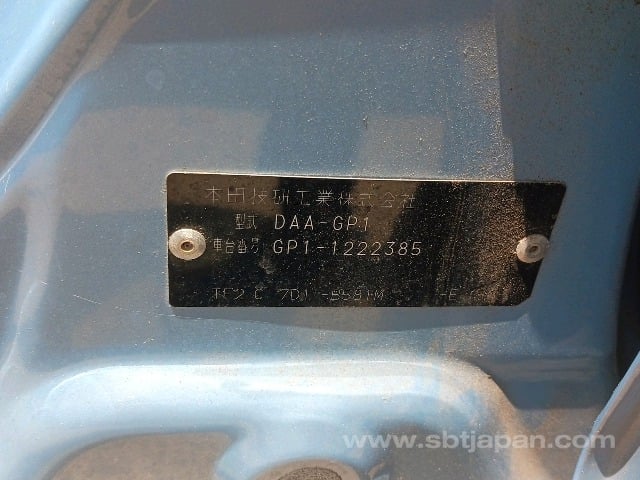 本田技研工業株式会社
型式 DAA-GP1
車台番号 GP1-1222385
www.sbtjapan.com